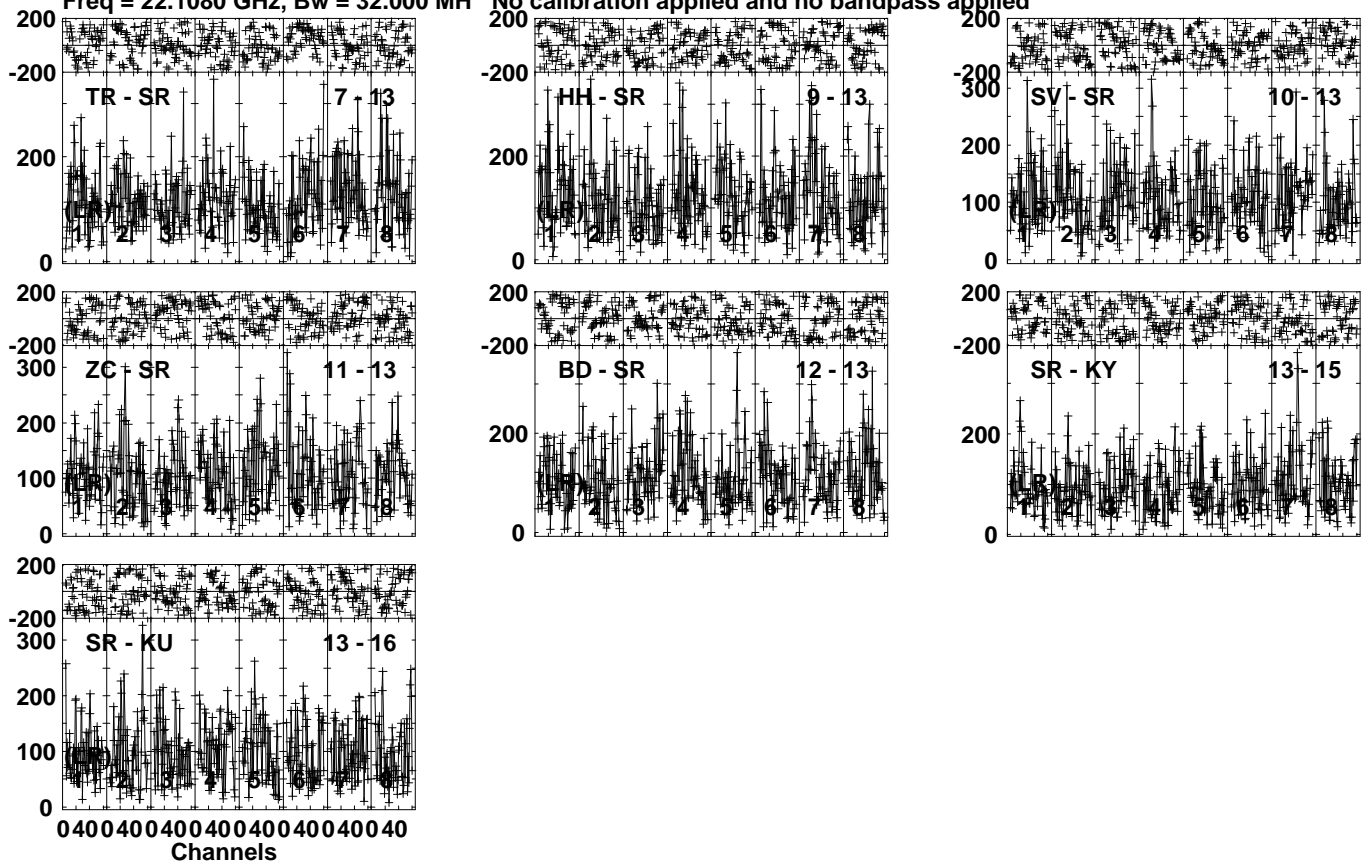 Freq = 22.1080 GHz, Bw = 32.000 MH No calibration applied and no bandpass applied
200
-200
TR - SR 7 - 13
200
(LR)
1 2 3 4 5 6 7 8
0
HH - SR 9 - 13
200
(LR)
1 2 3 4 5 6 7 8
0
200
-200
300
SV - SR 10 - 13
200
100
(LR)
1 2 3 4 5 6 7 8
0
200
-200
300
ZC - SR 11 - 13
200
100
(LR)
1 2 3 4 5 6 7 8
0
200
-200
BD - SR 12 - 13
200
(LR)
1 2 3 4 5 6 7 8
0
200
-200
SR - KY 13 - 15
200
(LR)
1 2 3 4 5 6 7 8
0
200
-200
300
SR - KU 13 - 16
200
100
(LR)
1 2 3 4 5 6 7 8
0
0 40 0 40 0 40 0 40 0 40 0 40 0 40 0 40
Channels